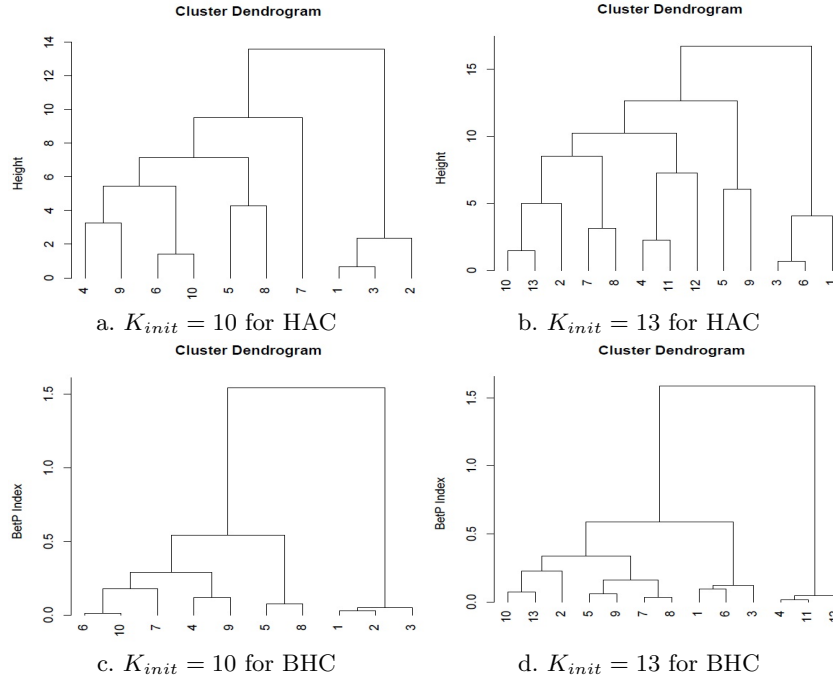 Cluster Dendrogram
Height
14
12
10
8
6
4
2
0
4 9 6 10 5 8 7 1 3 2
a. K_init = 10 for HAC
Cluster Dendrogram
Height
15
10
5
0
10 13 2 7 8 4 11 12 5 9 3 6 1
b. K_init = 13 for HAC
Cluster Dendrogram
BetP Index
1.5
1.0
0.5
0.0
6 10 7 4 9 5 8 1 2 3
c. K_init = 10 for BHC
Cluster Dendrogram
BetP Index
1.5
1.0
0.5
0.0
10 13 2 5 9 7 8 1 6 3 4 11
d. K_init = 13 for BHC